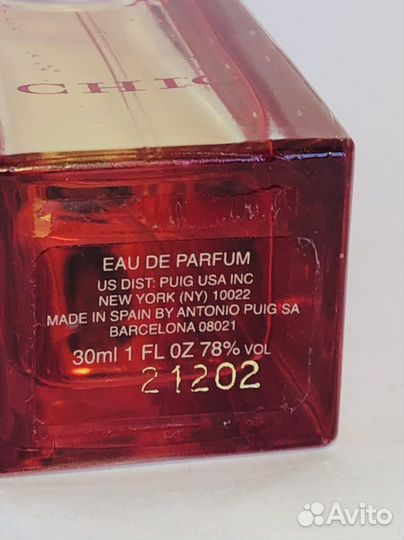 CHIC
EAU DE PARFUM
US DIST: PUIG USA INC
NEW YORK (NY) 10022
MADE IN SPAIN BY ANTONIO PUIG SA
BARCELONA 08021
30ml 1 FL OZ 78% VOL
21202
Avito